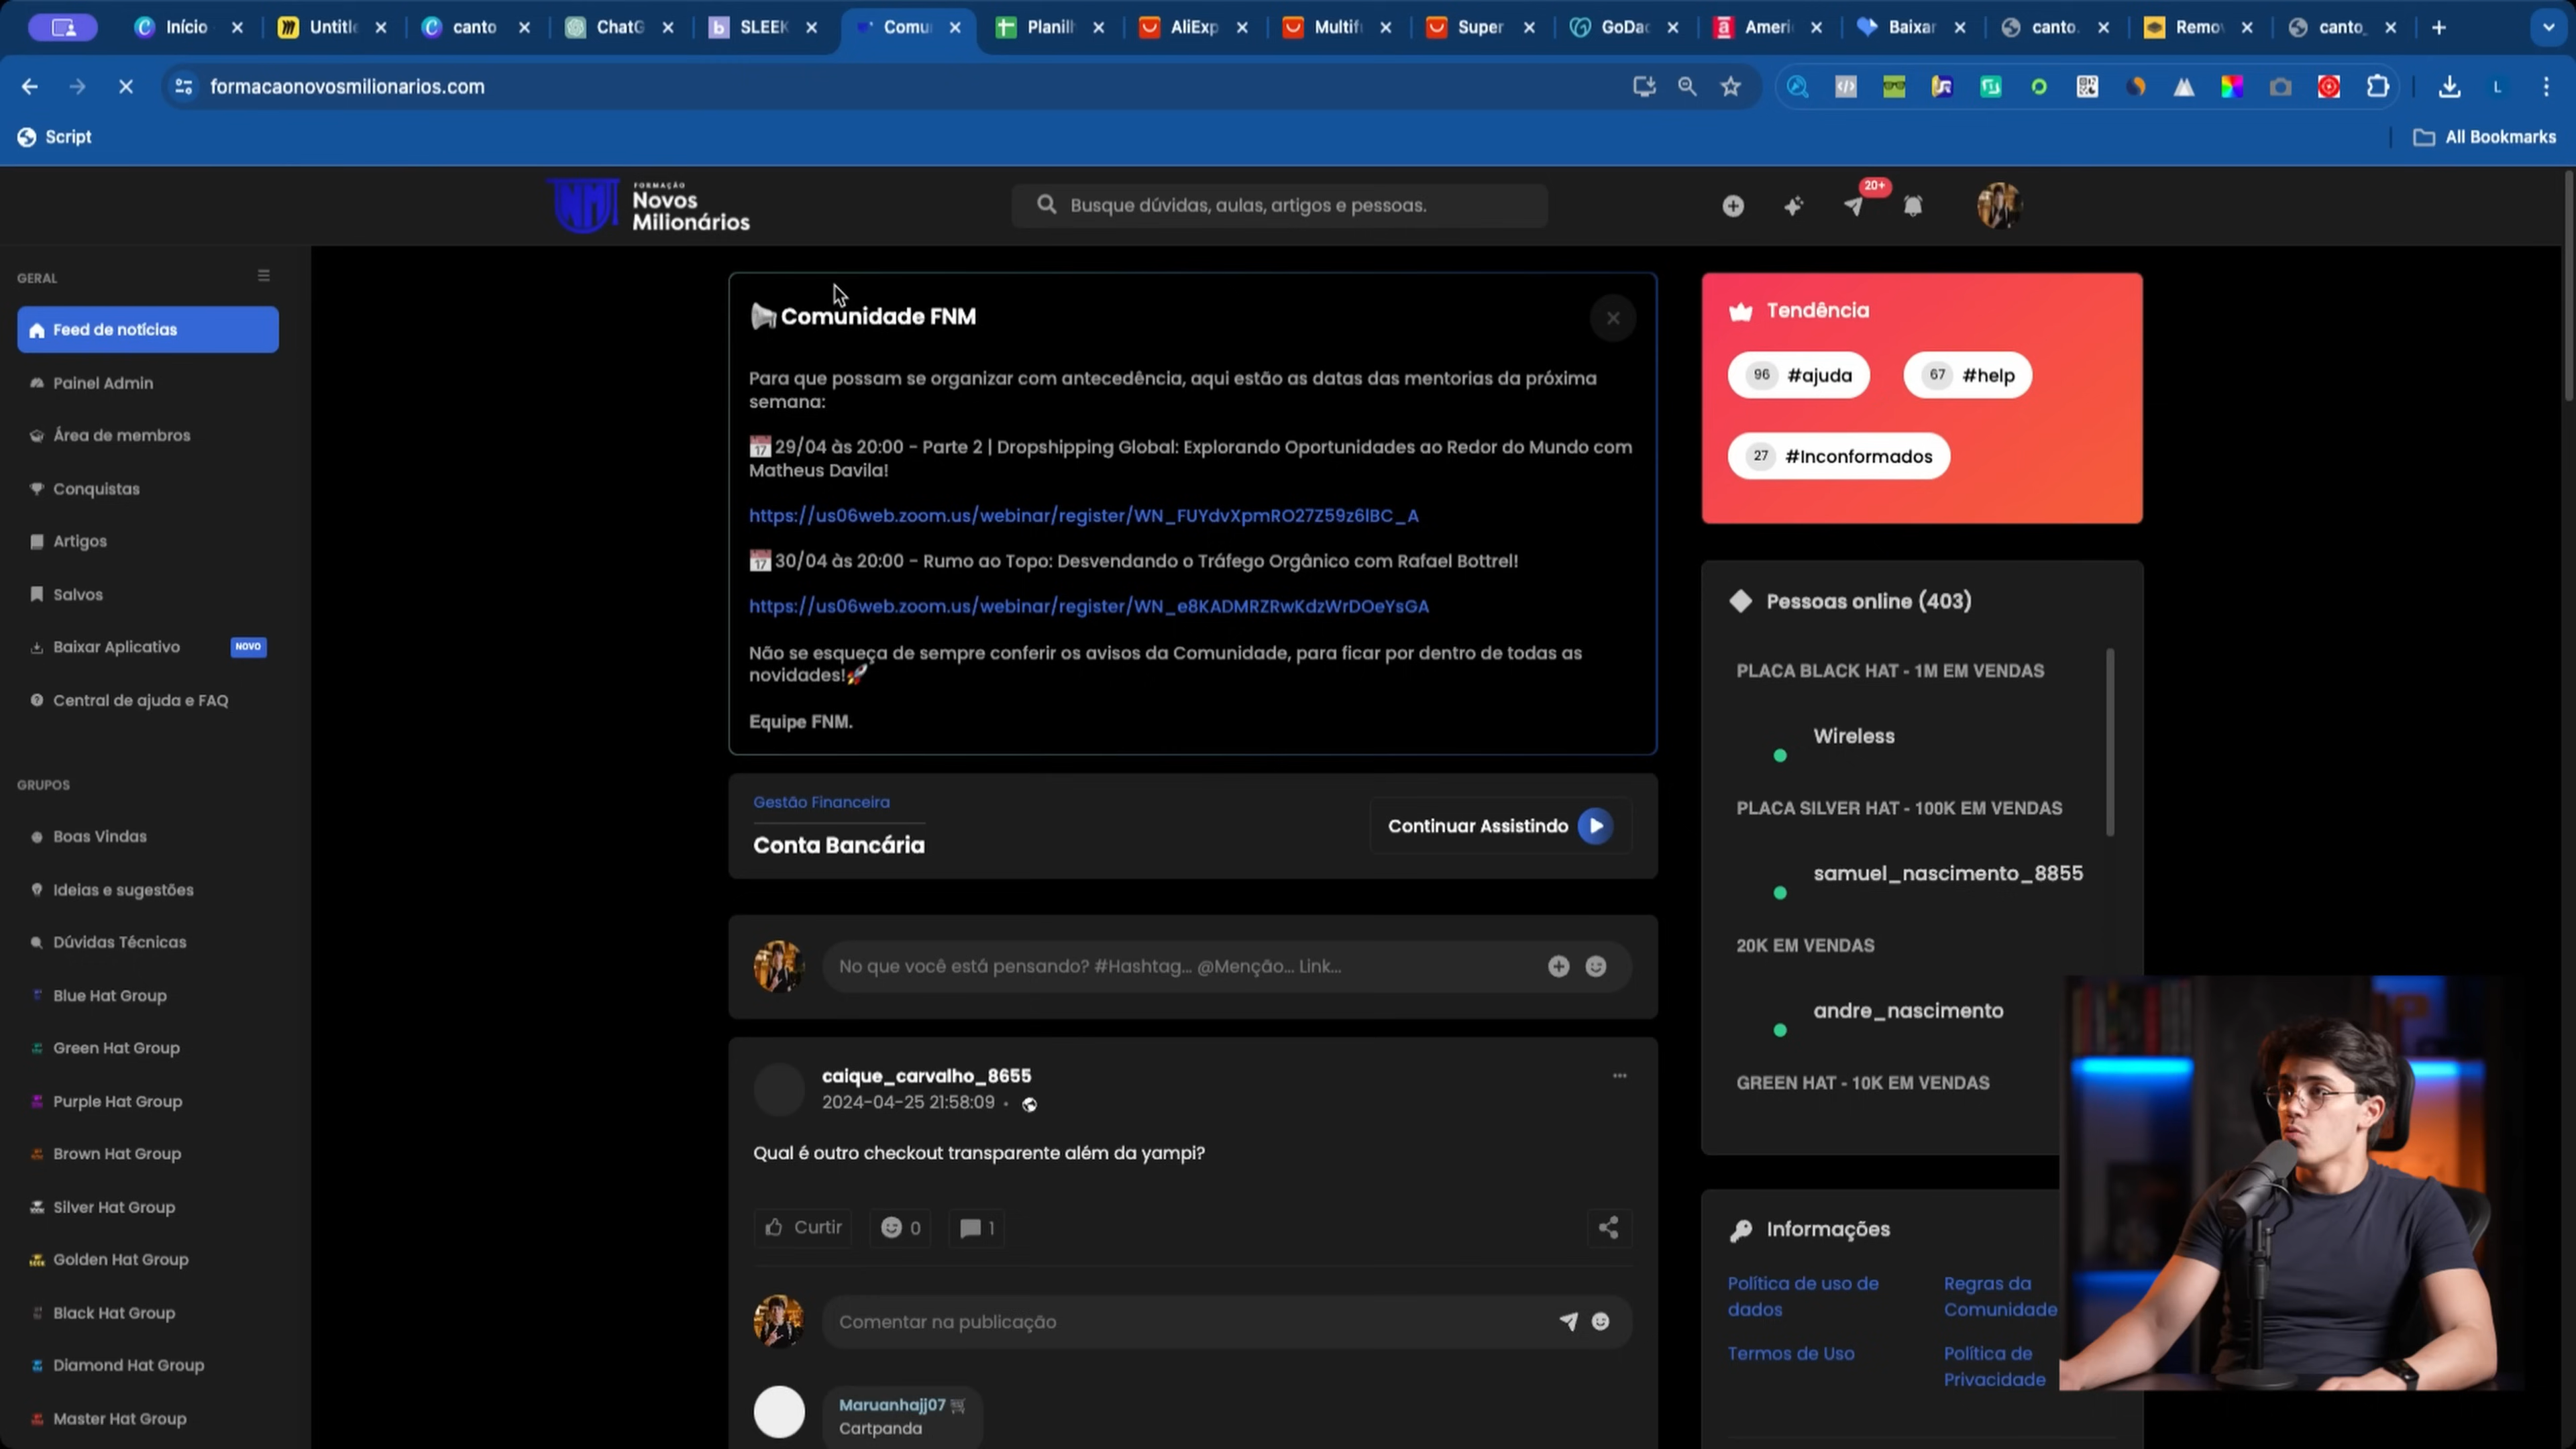 Início
Untitle
canto
ChatG
SLEEK
Comu
Planilh
AliExp
Multifu
Super
GoDad
Ameri
Baixar
canto.
Remo
canto_
formacaonovosmilionarios.com
L
Script
All Bookmarks
FORMAÇÃO
Novos
Milionários
Busque dúvidas, aulas, artigos e pessoas.
20+
GERAL
Feed de notícias
Painel Admin
Área de membros
Conquistas
Artigos
Salvos
Baixar Aplicativo NOVO
Central de ajuda e FAQ
GRUPOS
Boas Vindas
Ideias e sugestões
Dúvidas Técnicas
Blue Hat Group
Green Hat Group
Purple Hat Group
Brown Hat Group
Silver Hat Group
Golden Hat Group
Black Hat Group
Diamond Hat Group
Master Hat Group
Comunidade FNM
Para que possam se organizar com antecedência, aqui estão as datas das mentorias da próxima
semana:
29/04 às 20:00 - Parte 2 | Dropshipping Global: Explorando Oportunidades ao Redor do Mundo com
Matheus Davila!
https://us06web.zoom.us/webinar/register/WN_FUYdvXpmRO27Z59z6lBC_A
30/04 às 20:00 - Rumo ao Topo: Desvendando o Tráfego Orgânico com Rafael Bottrel!
https://us06web.zoom.us/webinar/register/WN_e8KADMRZRwKdzWrDOeYsGA
Não se esqueça de sempre conferir os avisos da Comunidade, para ficar por dentro de todas as
novidades!🚀
Equipe FNM.
Gestão Financeira
Conta Bancária
Continuar Assistindo
No que você está pensando? #Hashtag... @Menção... Link...
caique_carvalho_8655
2024-04-25 21:58:09
Qual é outro checkout transparente além da yampi?
Curtir
0
1
Comentar na publicação
Maruanhajj07
Cartpanda
Tendência
96 #ajuda
67 #help
27 #Inconformados
Pessoas online (403)
PLACA BLACK HAT - 1M EM VENDAS
Wireless
PLACA SILVER HAT - 100K EM VENDAS
samuel_nascimento_8855
20K EM VENDAS
andre_nascimento
GREEN HAT - 10K EM VENDAS
Informações
Política de uso de
dados
Regras da
Comunidade
Termos de Uso
Política de
Privacidade